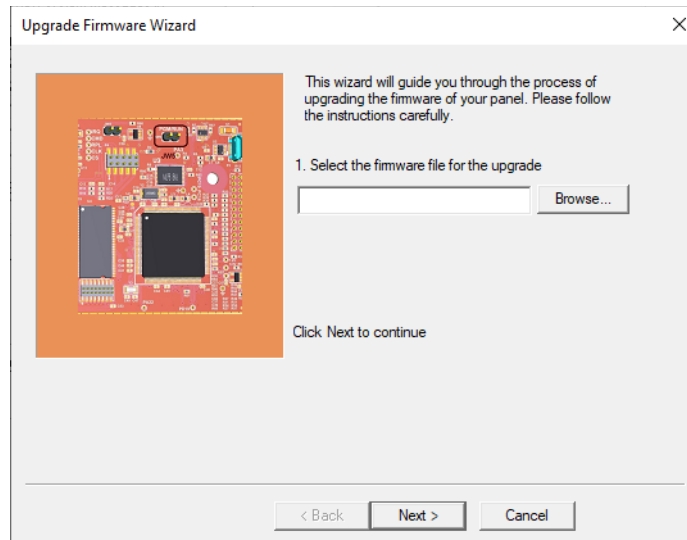 Upgrade Firmware Wizard
This wizard will guide you through the process of
upgrading the firmware of your panel. Please follow
the instructions carefully.
1. Select the firmware file for the upgrade
Browse...
Click Next to continue
< Back
Next >
Cancel